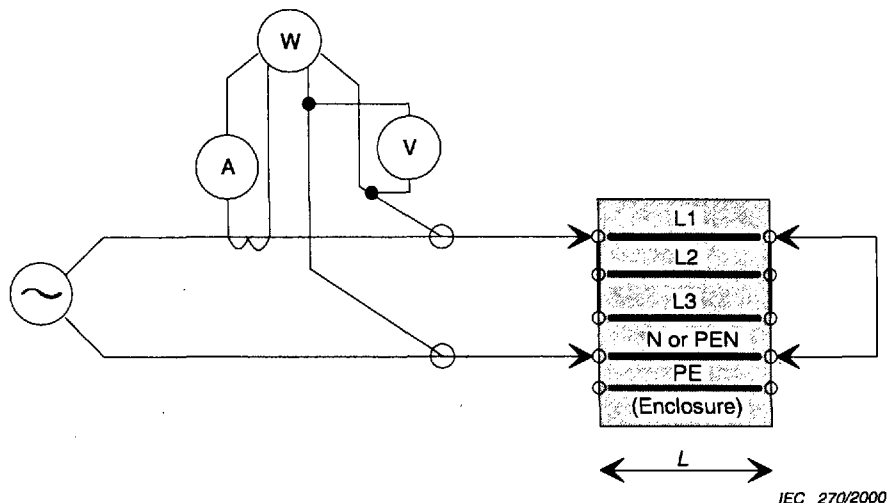 W
A
V
L1
L2
L3
N or PEN
PE
(Enclosure)
L
IEC 270/2000